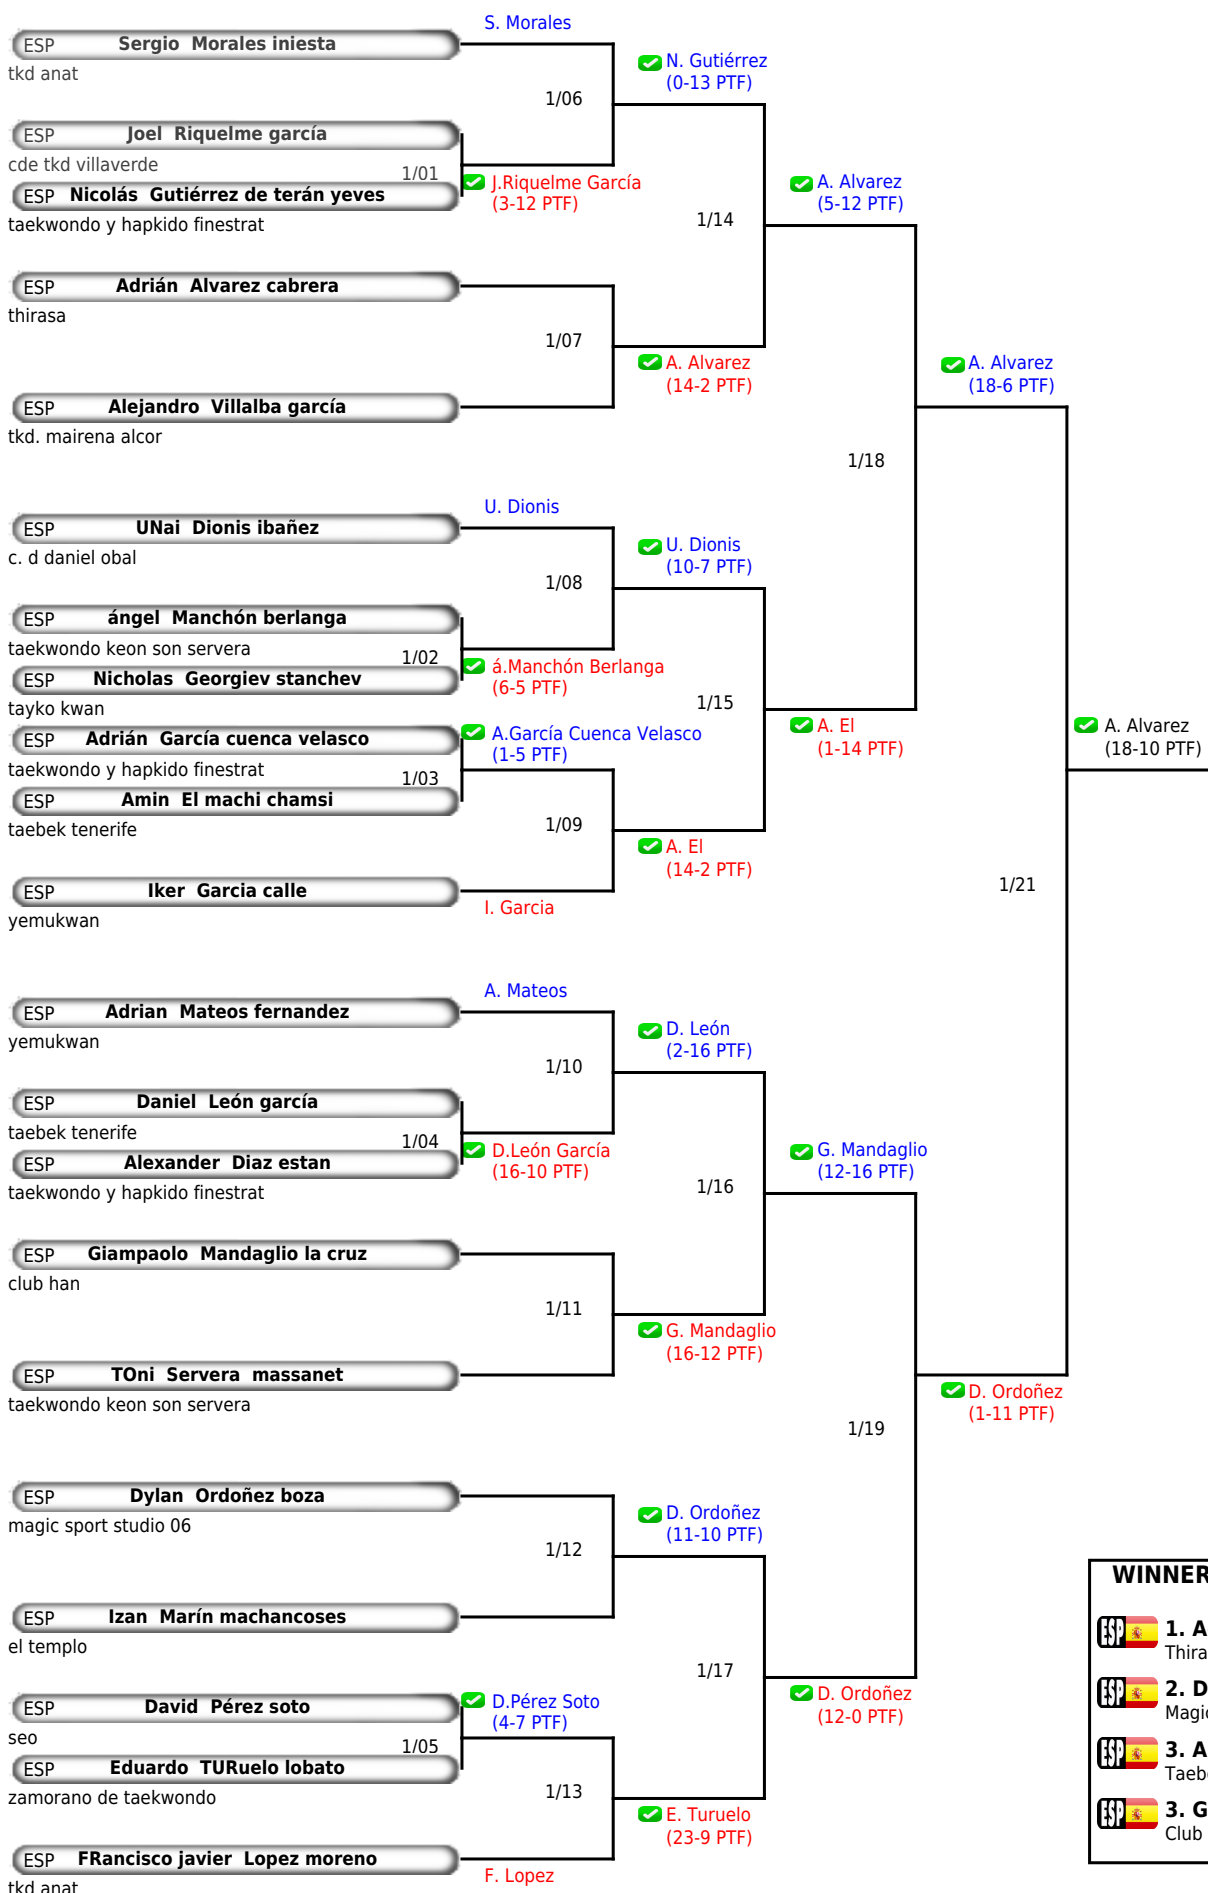 S. Morales
ESP Sergio Morales iniesta
tkd anat
N. Gutiérrez
(0-13 PTF)
1/06
ESP Joel Riquelme garcía
cde tkd villaverde
1/01
J.Riquelme García
(3-12 PTF)
ESP Nicolás Gutiérrez de terán yeves
taekwondo y hapkido finestrat
A. Alvarez
(5-12 PTF)
1/14
ESP Adrián Alvarez cabrera
thirasa
1/07
A. Alvarez
(14-2 PTF)
A. Alvarez
(18-6 PTF)
ESP Alejandro Villalba garcía
tkd. mairena alcor
1/18
U. Dionis
ESP UNai Dionis ibañez
c. d daniel obal
U. Dionis
(10-7 PTF)
1/08
ESP ángel Manchón berlanga
taekwondo keon son servera
1/02
á.Manchón Berlanga
(6-5 PTF)
ESP Nicholas Georgiev stanchev
tayko kwan
1/15
ESP Adrián García cuenca velasco
taekwondo y hapkido finestrat
A.García Cuenca Velasco
(1-5 PTF)
A. El
(1-14 PTF)
A. Alvarez
(18-10 PTF)
1/03
ESP Amin El machi chamsi
taebek tenerife
1/09
A. El
(14-2 PTF)
ESP Iker Garcia calle
yemukwan
I. Garcia
1/21
A. Mateos
ESP Adrian Mateos fernandez
yemukwan
D. León
(2-16 PTF)
1/10
ESP Daniel León garcía
taebek tenerife
1/04
D.León García
(16-10 PTF)
ESP Alexander Diaz estan
taekwondo y hapkido finestrat
G. Mandaglio
(12-16 PTF)
1/16
ESP Giampaolo Mandaglio la cruz
club han
1/11
G. Mandaglio
(16-12 PTF)
ESP TOni Servera massanet
taekwondo keon son servera
D. Ordoñez
(1-11 PTF)
1/19
ESP Dylan Ordoñez boza
magic sport studio 06
D. Ordoñez
(11-10 PTF)
1/12
ESP Izan Marín machancoses
el templo
1/17
ESP David Pérez soto
seo
D.Pérez Soto
(4-7 PTF)
D. Ordoñez
(12-0 PTF)
1/05
ESP Eduardo TURuelo lobato
zamorano de taekwondo
1/13
E. Turuelo
(23-9 PTF)
ESP FRancisco javier Lopez moreno
tkd anat
F. Lopez
WINNER
ESP 1. A
Thira
ESP 2. D
Magic
ESP 3. A
Taeb
ESP 3. G
Club